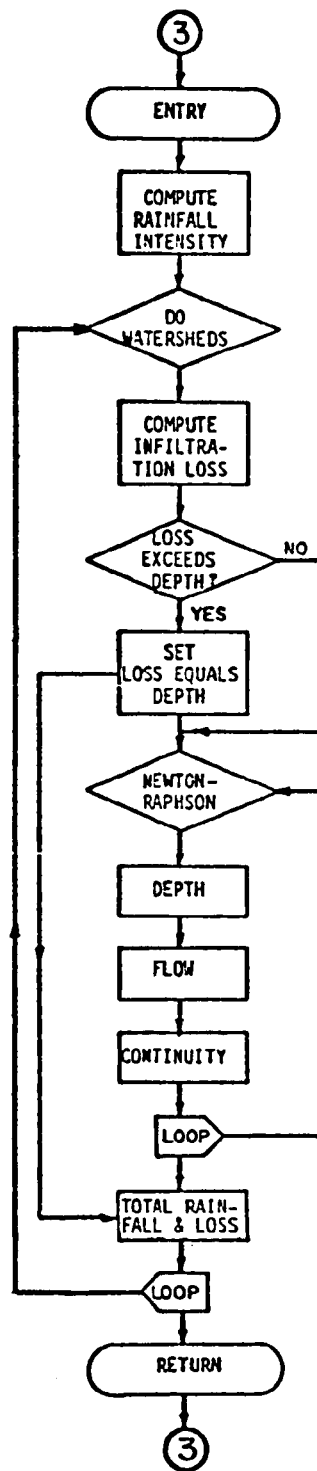 3
ENTRY
COMPUTE
RAINFALL
INTENSITY
DO
WATERSHEDS
COMPUTE
INFILTRA-
TION LOSS
LOSS
EXCEEDS
DEPTH?
NO
YES
SET
LOSS EQUALS
DEPTH
NEWTON-
RAPHSON
DEPTH
FLOW
CONTINUITY
LOOP
TOTAL RAIN-
FALL & LOSS
LOOP
RETURN
3